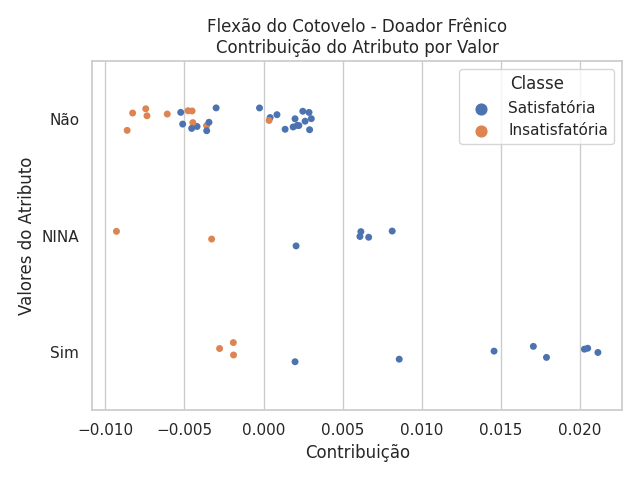 Flexão do Cotovelo - Doador Frênico
Contribuição do Atributo por Valor
Classe
Satisfatória
Insatisfatória
Valores do Atributo
Não
NINA
Sim
−0.010 −0.005 0.000 0.005 0.010 0.015 0.020
Contribuição